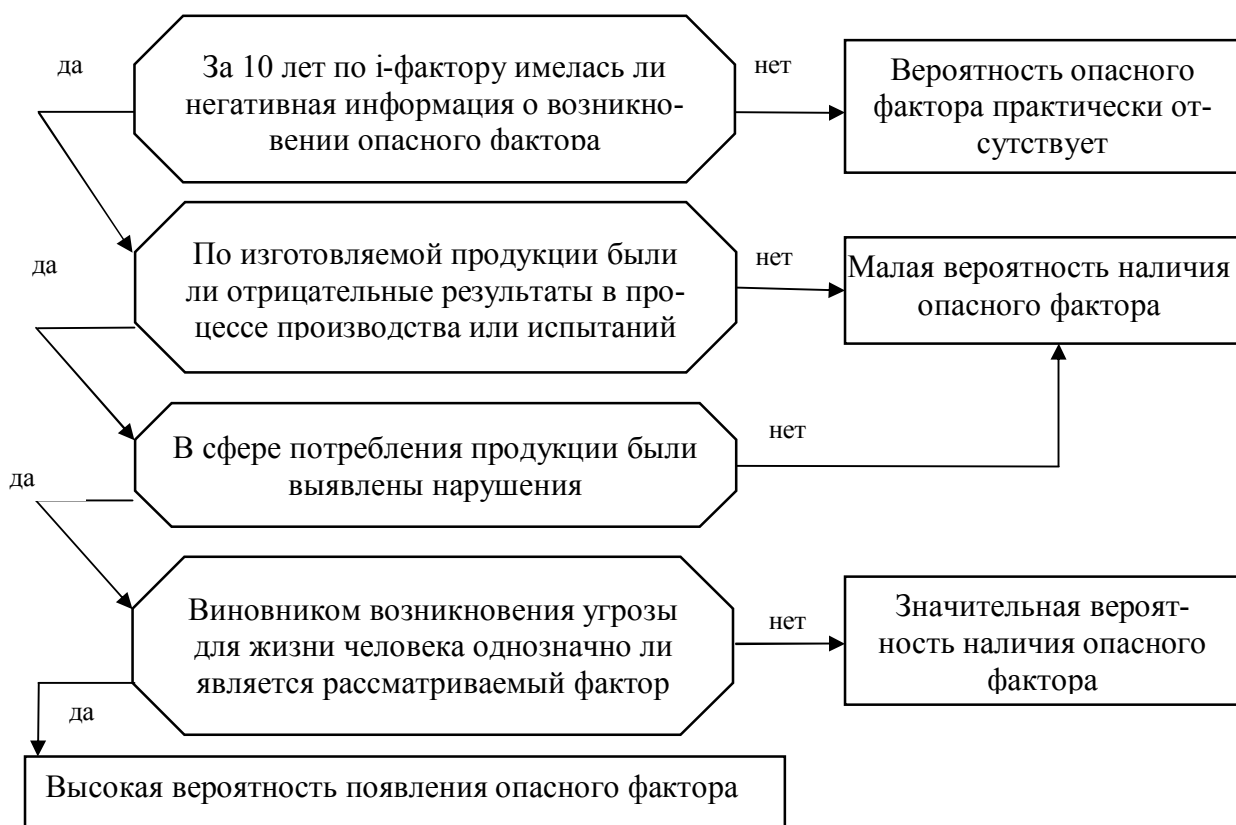 да
За 10 лет по i-фактору имелась ли
негативная информация о возникно-
вении опасного фактора
нет
Вероятность опасного
фактора практически от-
сутствует
да
По изготовляемой продукции были
ли отрицательные результаты в про-
цессе производства или испытаний
нет
Малая вероятность наличия
опасного фактора
да
В сфере потребления продукции были
выявлены нарушения
нет
Виновником возникновения угрозы
для жизни человека однозначно ли
является рассматриваемый фактор
нет
Значительная вероят-
ность наличия опасного
фактора
да
Высокая вероятность появления опасного фактора